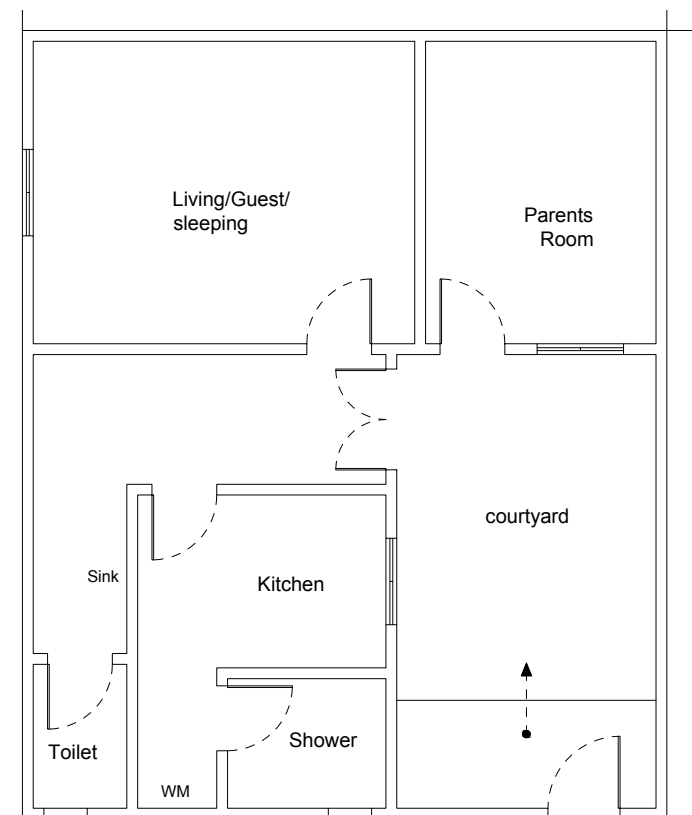 Living/Guest/
sleeping
Parents
Room
courtyard
Sink
Kitchen
Toilet
Shower
WM